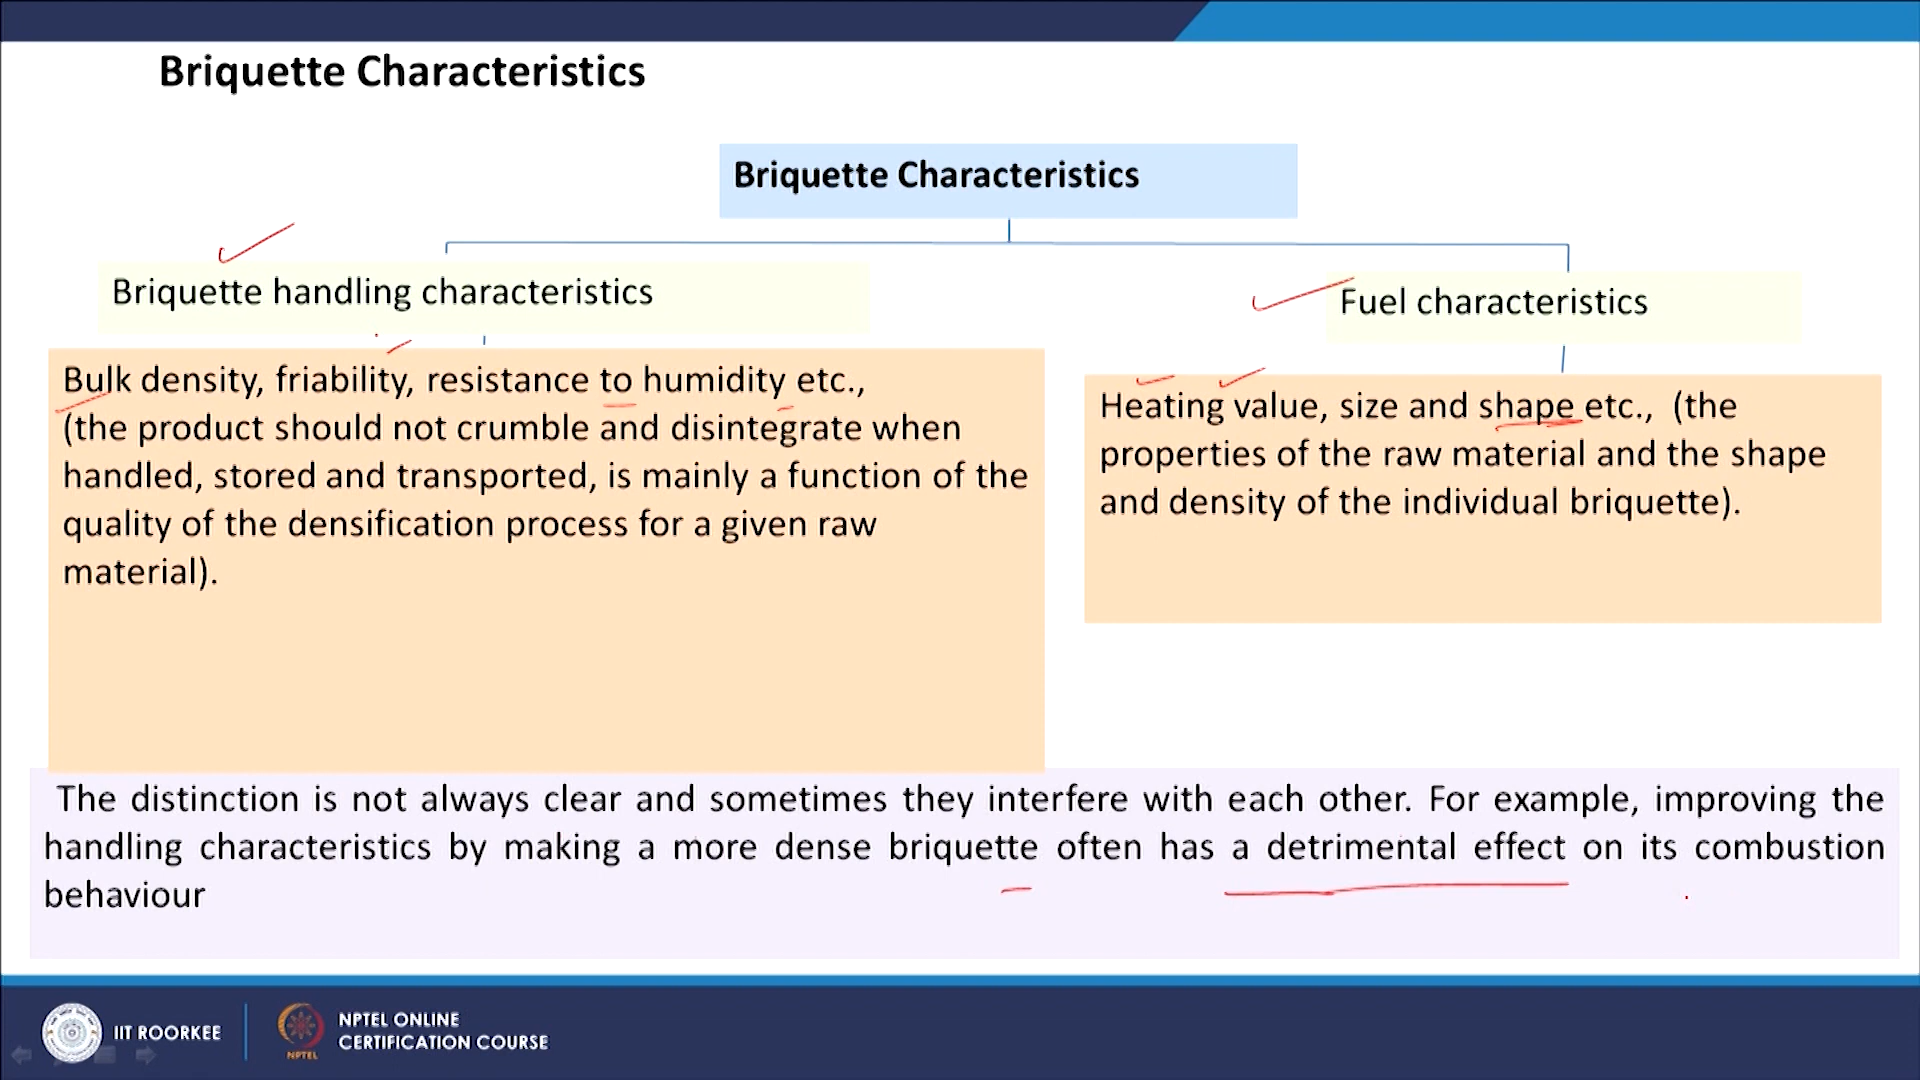 Briquette Characteristics
Briquette Characteristics
Briquette handling characteristics
Fuel characteristics
Bulk density, friability, resistance to humidity etc.,
(the product should not crumble and disintegrate when
handled, stored and transported, is mainly a function of the
quality of the densification process for a given raw
material).
Heating value, size and shape etc., (the
properties of the raw material and the shape
and density of the individual briquette).
The distinction is not always clear and sometimes they interfere with each other. For example, improving the
handling characteristics by making a more dense briquette often has a detrimental effect on its combustion
behaviour
IIT ROORKEE
NPTEL
NPTEL ONLINE
CERTIFICATION COURSE